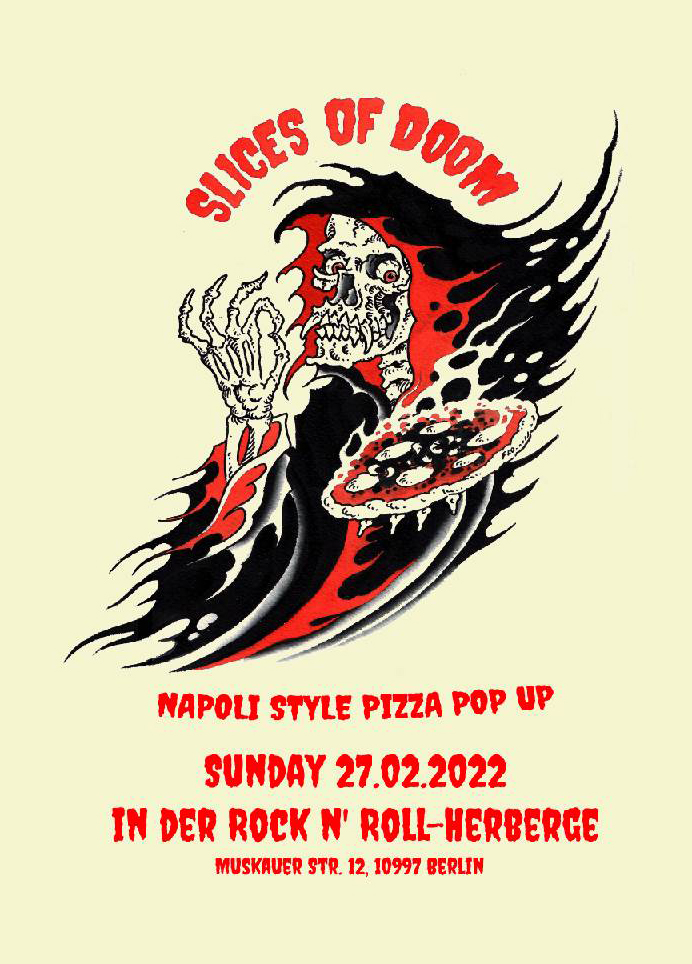 SLICES OF DOOM
NAPOLI STYLE PIZZA POP UP
SUNDAY 27.02.2022
IN DER ROCK N' ROLL-HERBERGE
MUSKAUER STR. 12, 10997 BERLIN